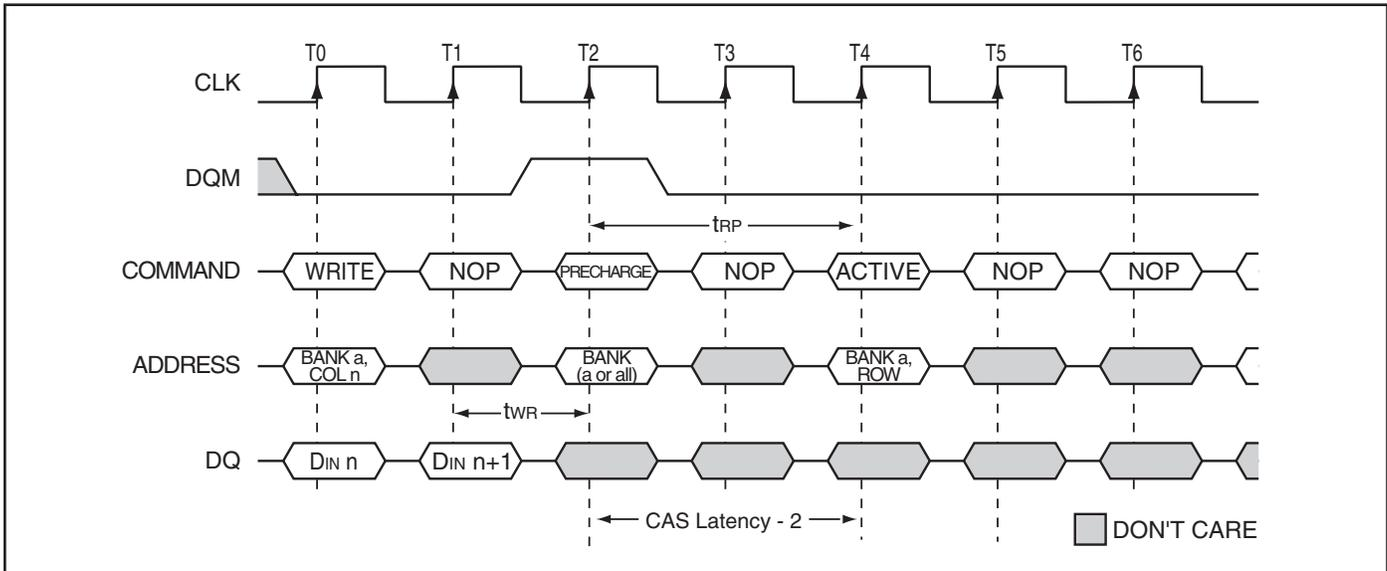 T0 T1 T2 T3 T4 T5 T6
CLK
DQM
tRP
COMMAND WRITE NOP PRECHARGE NOP ACTIVE NOP NOP
ADDRESS BANK a, COL n BANK (a or all) BANK a, ROW
tWR
DQ DIN n DIN n+1
CAS Latency - 2
DON'T CARE